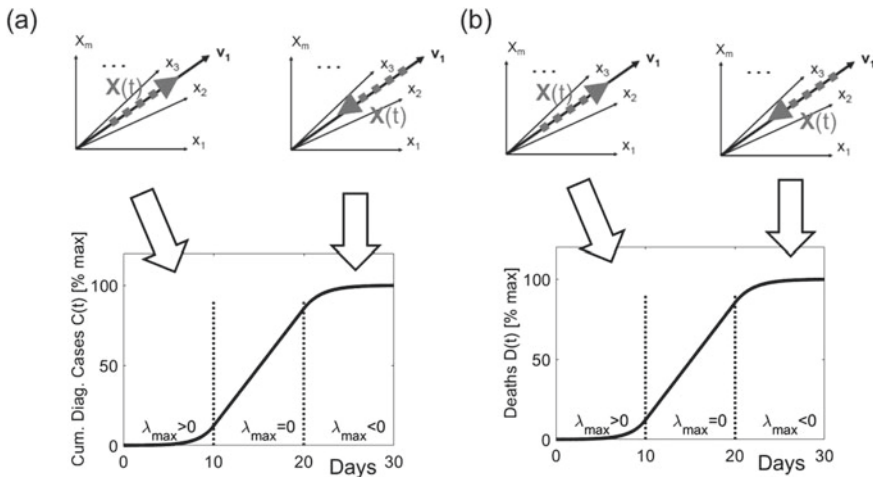 (a)
X_m
...
x_3
v_1
X(t)
x_2
x_1
X_m
...
x_3
v_1
X(t)
x_2
x_1
Cum. Diag. Cases C(t) [% max]
100
50
0
λ_max>0
λ_max=0
λ_max<0
0
10
20
30
Days
(b)
X_m
...
x_3
v_1
X(t)
x_2
x_1
X_m
...
x_3
v_1
X(t)
x_2
x_1
Deaths D(t) [% max]
100
50
0
λ_max>0
λ_max=0
λ_max<0
0
10
20
30
Days